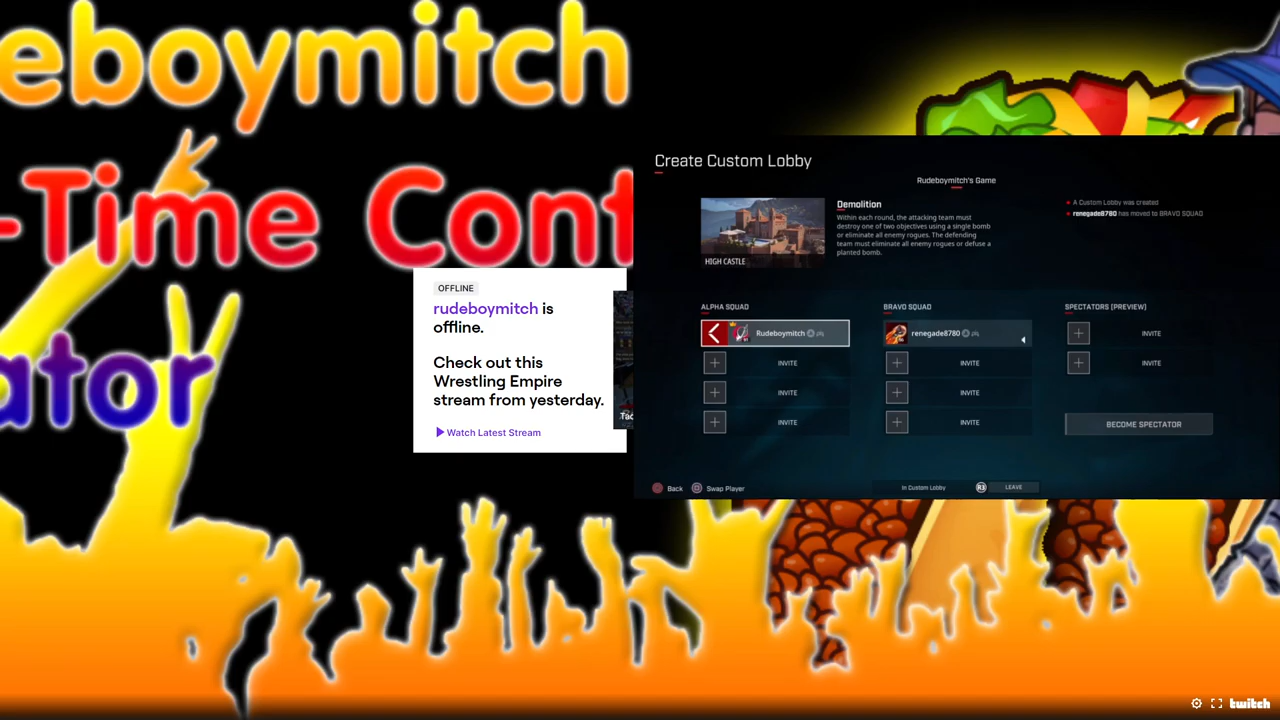 eboymitch
-Time Cont
ator
OFFLINE
rudeboymitch is
offline.
Check out this
Wrestling Empire
stream from yesterday.
Watch Latest Stream
Create Custom Lobby
Rudeboymitch's Game
HIGH CASTLE
Demolition
Within each round, the attacking team must
destroy one of two objectives using a single bomb
or eliminate all enemy rogues. The defending
team must eliminate all enemy rogues or defuse a
planted bomb.
A Custom Lobby was created!
renegade8780 has moved to BRAVO SQUAD
ALPHA SQUAD
Rudeboymitch
INVITE
INVITE
INVITE
BRAVO SQUAD
renegade8780
INVITE
INVITE
INVITE
SPECTATORS (PREVIEW)
INVITE
INVITE
BECOME SPECTATOR
Back
Swap Player
In Custom Lobby
R3
LEAVE
twitch